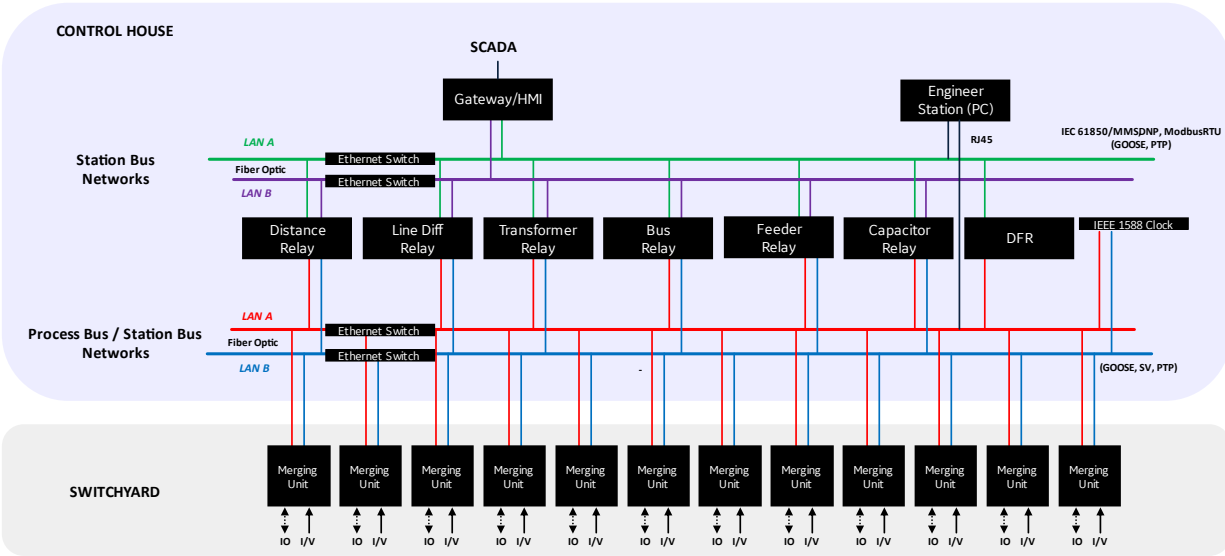 CONTROL HOUSE
SCADA
Gateway/HMI
Engineer
Station (PC)
RJ45
IEC 61850/MMS,DNP, ModbusRTU
(GOOSE, PTP)
LAN A
Station Bus
Networks
Ethernet Switch
Fiber Optic
Ethernet Switch
LAN B
Distance
Relay
Line Diff
Relay
Transformer
Relay
Bus
Relay
Feeder
Relay
Capacitor
Relay
DFR
IEEE 1588 Clock
LAN A
Process Bus / Station Bus
Networks
Ethernet Switch
Fiber Optic
Ethernet Switch
LAN B
-
(GOOSE, SV, PTP)
SWITCHYARD
Merging
Unit
Merging
Unit
Merging
Unit
Merging
Unit
Merging
Unit
Merging
Unit
Merging
Unit
Merging
Unit
Merging
Unit
Merging
Unit
Merging
Unit
Merging
Unit
IO I/V
IO I/V
IO I/V
IO I/V
IO I/V
IO I/V
IO I/V
IO I/V
IO I/V
IO I/V
IO I/V
IO I/V